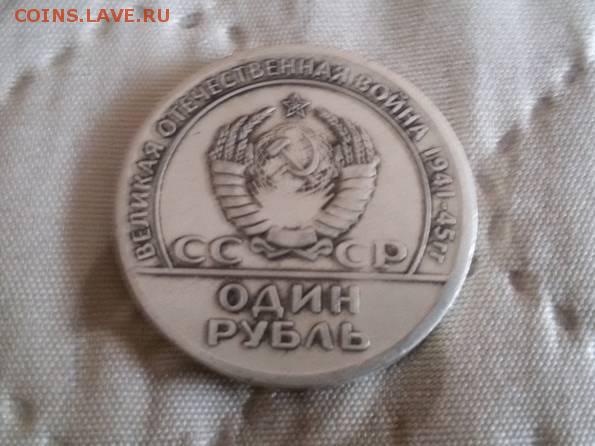 COINS.LAVE.RU
ВЕЛИКАЯ ОТЕЧЕСТВЕННАЯ ВОЙНА 1941-45гг
СССР
ОДИН
РУБЛЬ